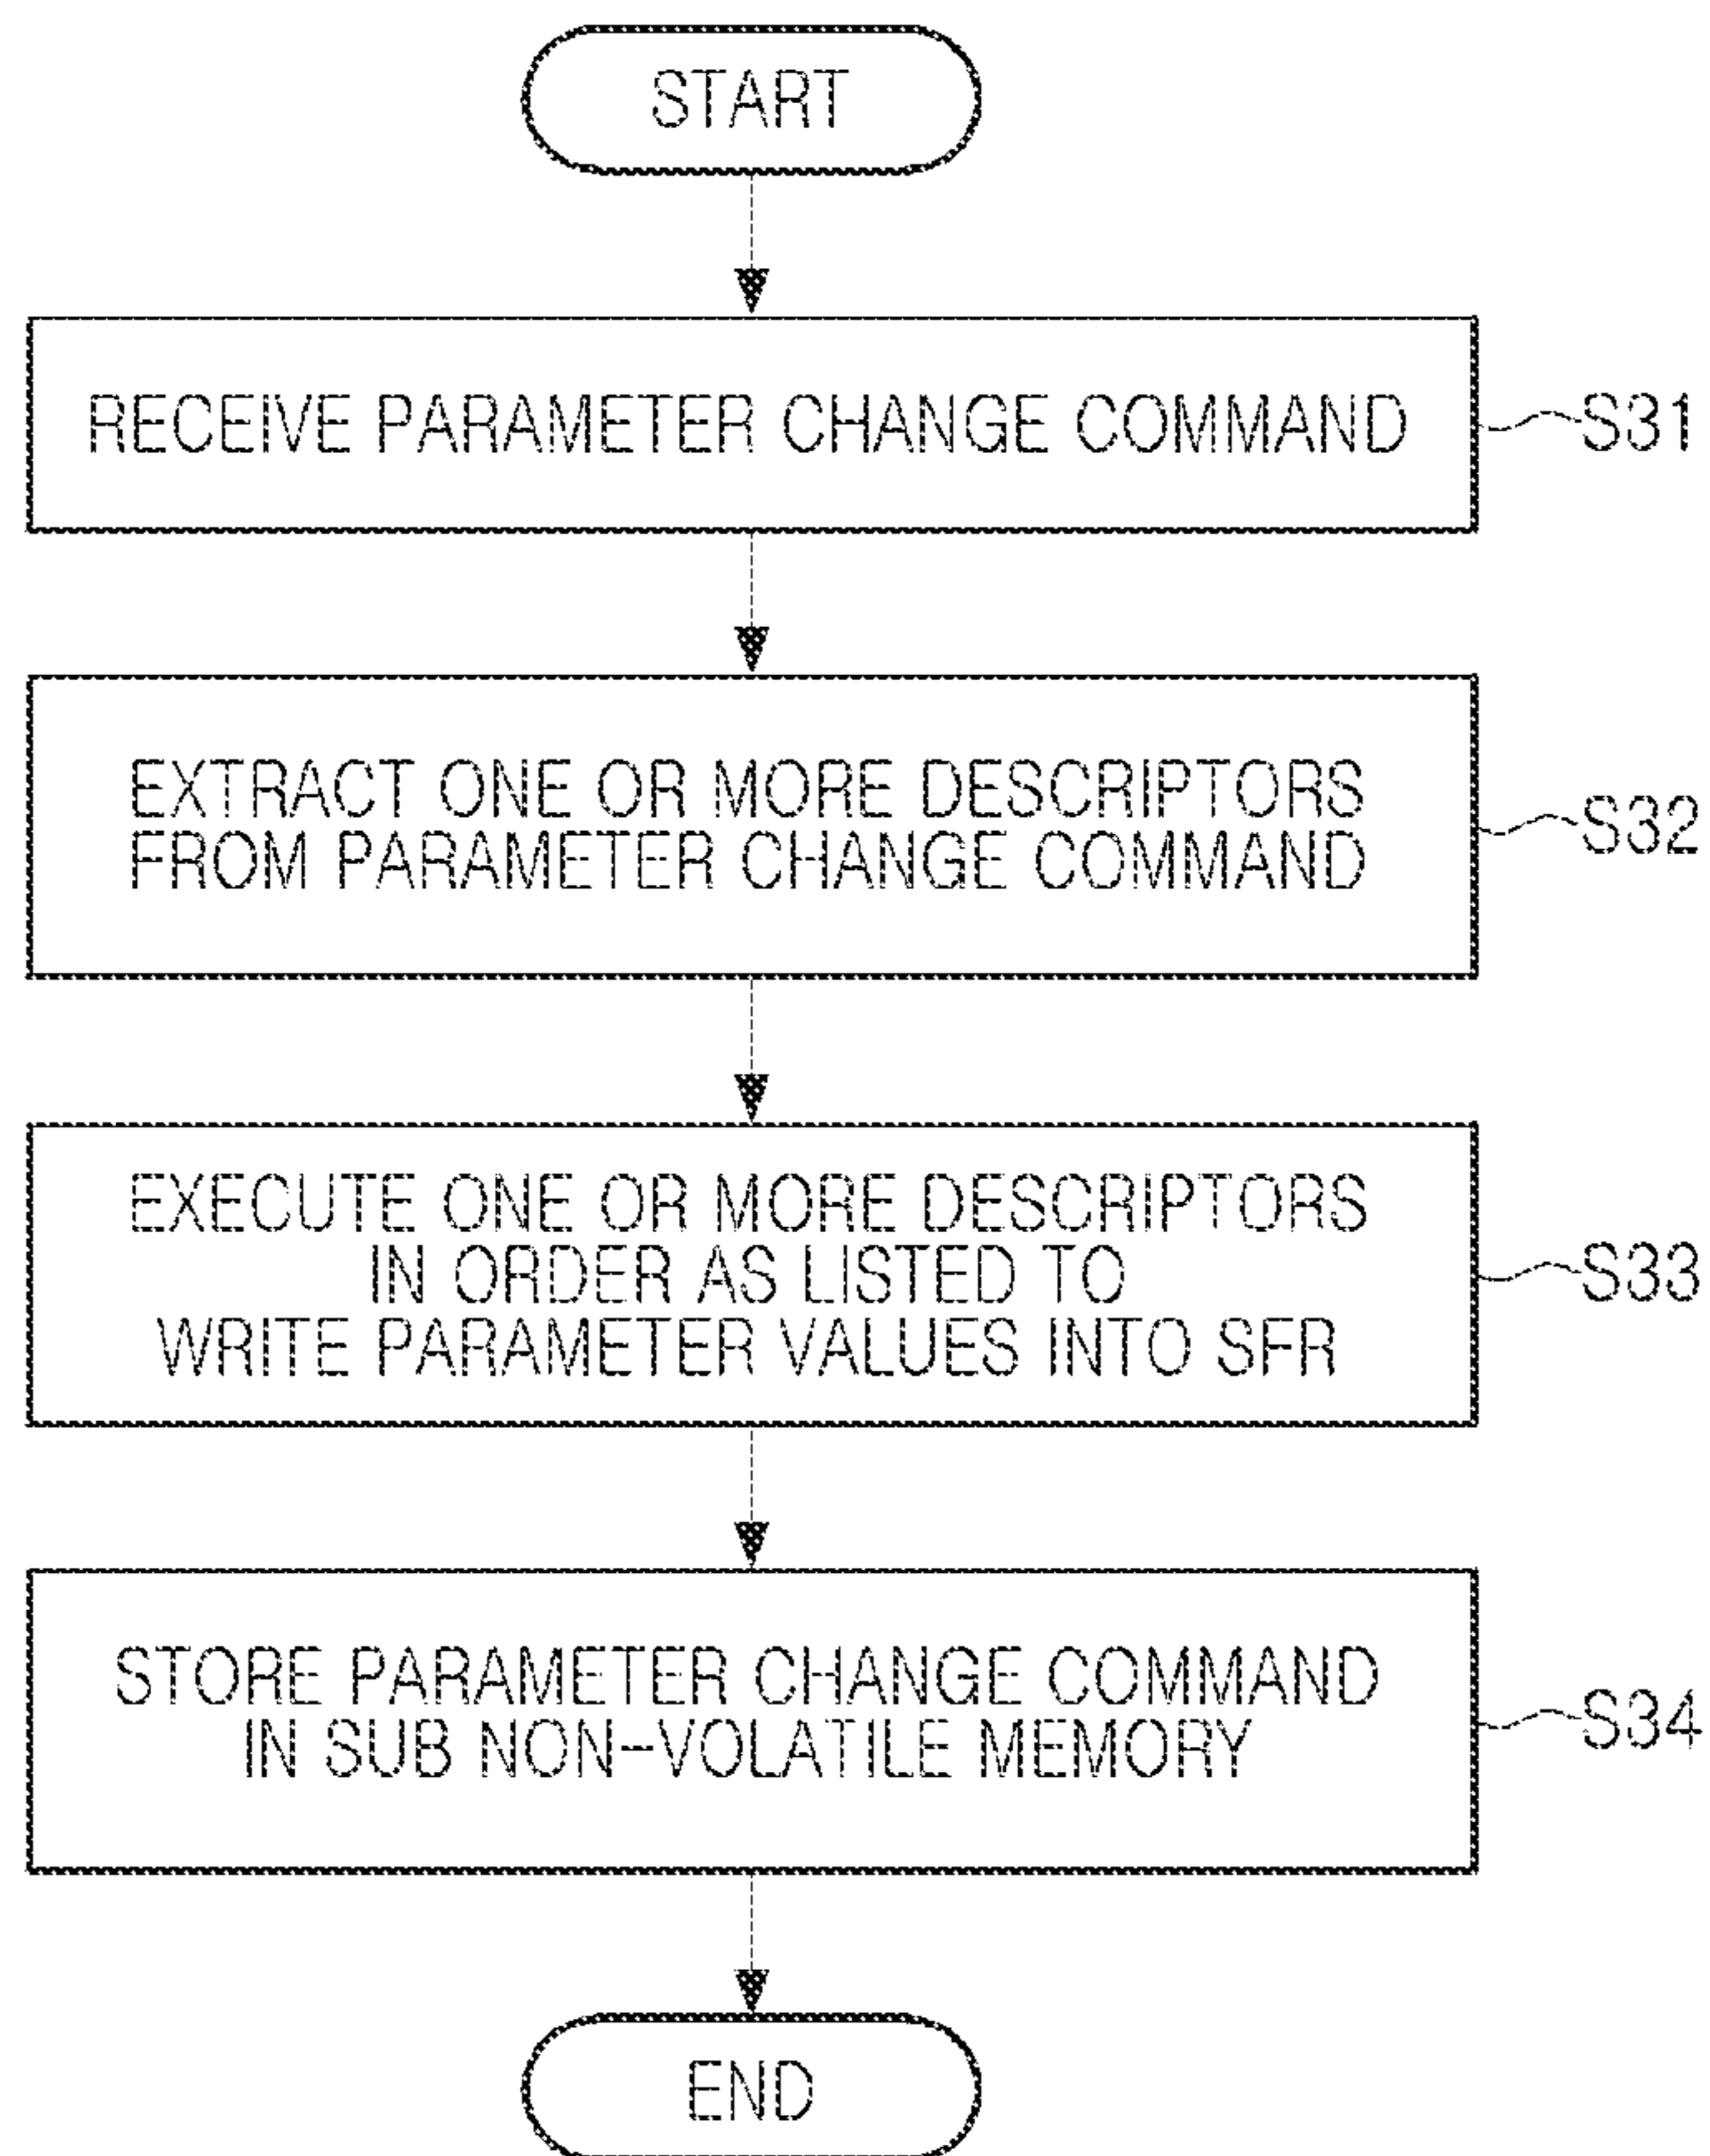 START
RECEIVE PARAMETER CHANGE COMMAND
S31
EXTRACT ONE OR MORE DESCRIPTORS
FROM PARAMETER CHANGE COMMAND
S32
EXECUTE ONE OR MORE DESCRIPTORS
IN ORDER AS LISTED TO
WRITE PARAMETER VALUES INTO SFR
S33
STORE PARAMETER CHANGE COMMAND
IN SUB NON-VOLATILE MEMORY
S34
END